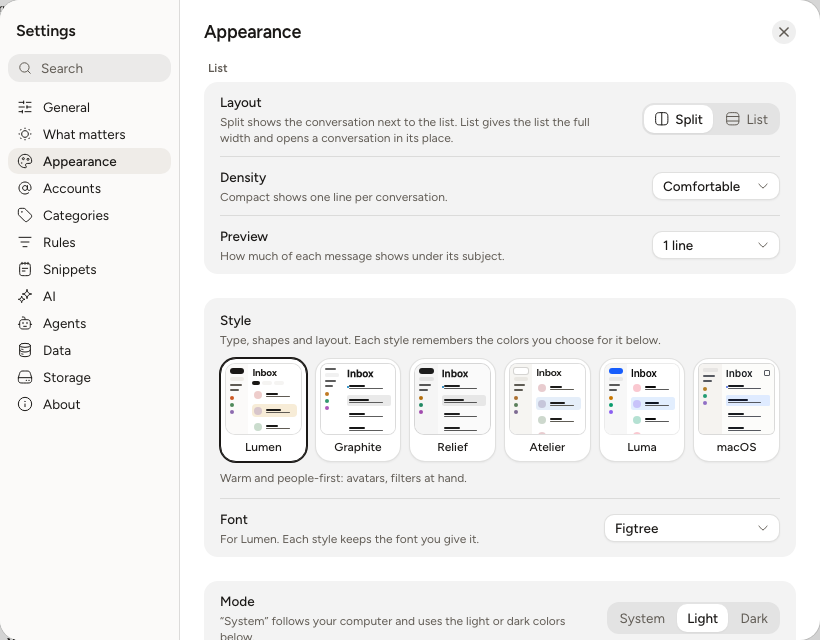 Settings
Search
General
What matters
Appearance
Accounts
Categories
Rules
Snippets
AI
Agents
Data
Storage
About
Appearance
List
Layout
Split shows the conversation next to the list. List gives the list the full
width and opens a conversation in its place.
Split
List
Density
Compact shows one line per conversation.
Comfortable
Preview
How much of each message shows under its subject.
1 line
Style
Type, shapes and layout. Each style remembers the colors you choose for it below.
Inbox
Inbox
Inbox
Inbox
Inbox
Inbox
Lumen
Graphite
Relief
Atelier
Luma
macOS
Warm and people-first: avatars, filters at hand.
Font
For Lumen. Each style keeps the font you give it.
Figtree
Mode
“System” follows your computer and uses the light or dark colors
below.
System
Light
Dark